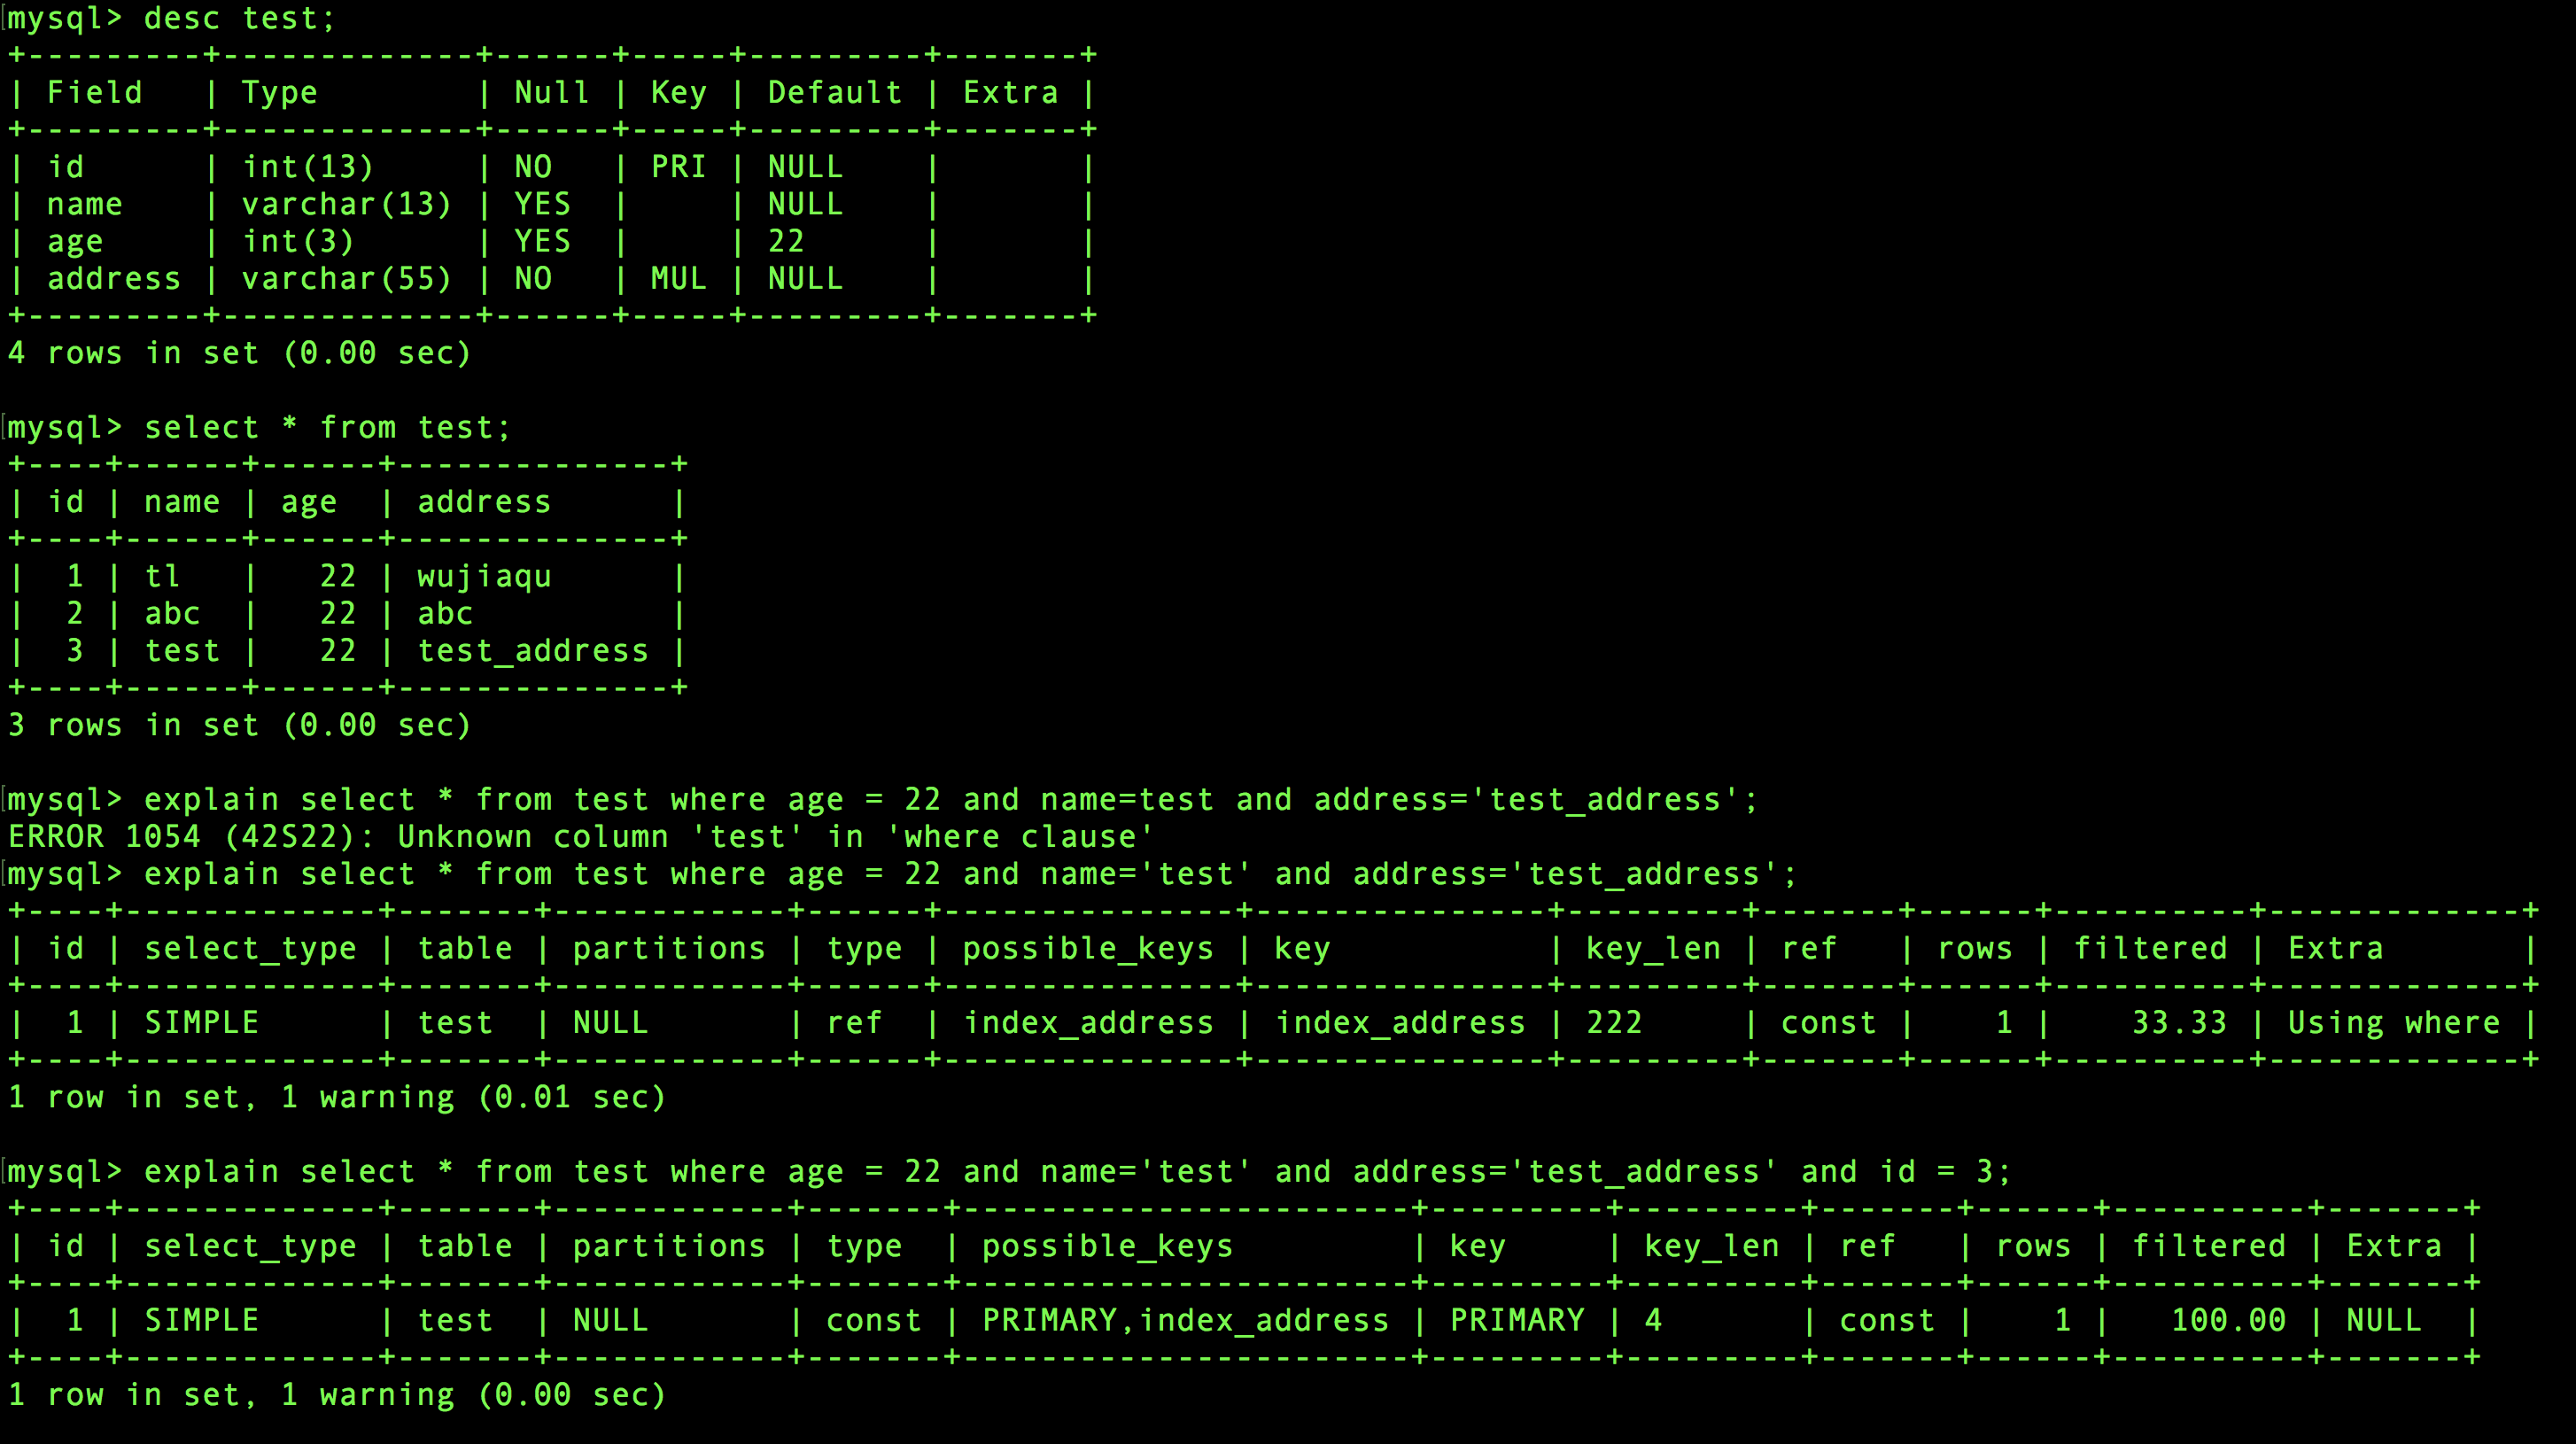 mysql> desc test;
+---------+-------------+------+-----+---------+-------+
| Field   | Type        | Null | Key | Default | Extra |
+---------+-------------+------+-----+---------+-------+
| id      | int(13)     | NO   | PRI | NULL    |       |
| name    | varchar(13) | YES  |     | NULL    |       |
| age     | int(3)      | YES  |     | 22      |       |
| address | varchar(55) | NO   | MUL | NULL    |       |
+---------+-------------+------+-----+---------+-------+
4 rows in set (0.00 sec)

mysql> select * from test;
+----+------+------+--------------+
| id | name | age  | address      |
+----+------+------+--------------+
|  1 | tl   |   22 | wujiaqu      |
|  2 | abc  |   22 | abc          |
|  3 | test |   22 | test_address |
+----+------+------+--------------+
3 rows in set (0.00 sec)

mysql> explain select * from test where age = 22 and name=test and address='test_address';
ERROR 1054 (42S22): Unknown column 'test' in 'where clause'
mysql> explain select * from test where age = 22 and name='test' and address='test_address';
+----+-------------+-------+------------+------+---------------+---------------+---------+-------+------+----------+-------------+
| id | select_type | table | partitions | type | possible_keys | key           | key_len | ref   | rows | filtered | Extra       |
+----+-------------+-------+------------+------+---------------+---------------+---------+-------+------+----------+-------------+
|  1 | SIMPLE      | test  | NULL       | ref  | index_address | index_address | 222     | const |    1 |    33.33 | Using where |
+----+-------------+-------+------------+------+---------------+---------------+---------+-------+------+----------+-------------+
1 row in set, 1 warning (0.01 sec)

mysql> explain select * from test where age = 22 and name='test' and address='test_address' and id = 3;
+----+-------------+-------+------------+-------+-----------------------+---------+---------+-------+------+----------+-------+
| id | select_type | table | partitions | type  | possible_keys         | key     | key_len | ref   | rows | filtered | Extra |
+----+-------------+-------+------------+-------+-----------------------+---------+---------+-------+------+----------+-------+
|  1 | SIMPLE      | test  | NULL       | const | PRIMARY,index_address | PRIMARY | 4       | const |    1 |   100.00 | NULL  |
+----+-------------+-------+------------+-------+-----------------------+---------+---------+-------+------+----------+-------+
1 row in set, 1 warning (0.00 sec)